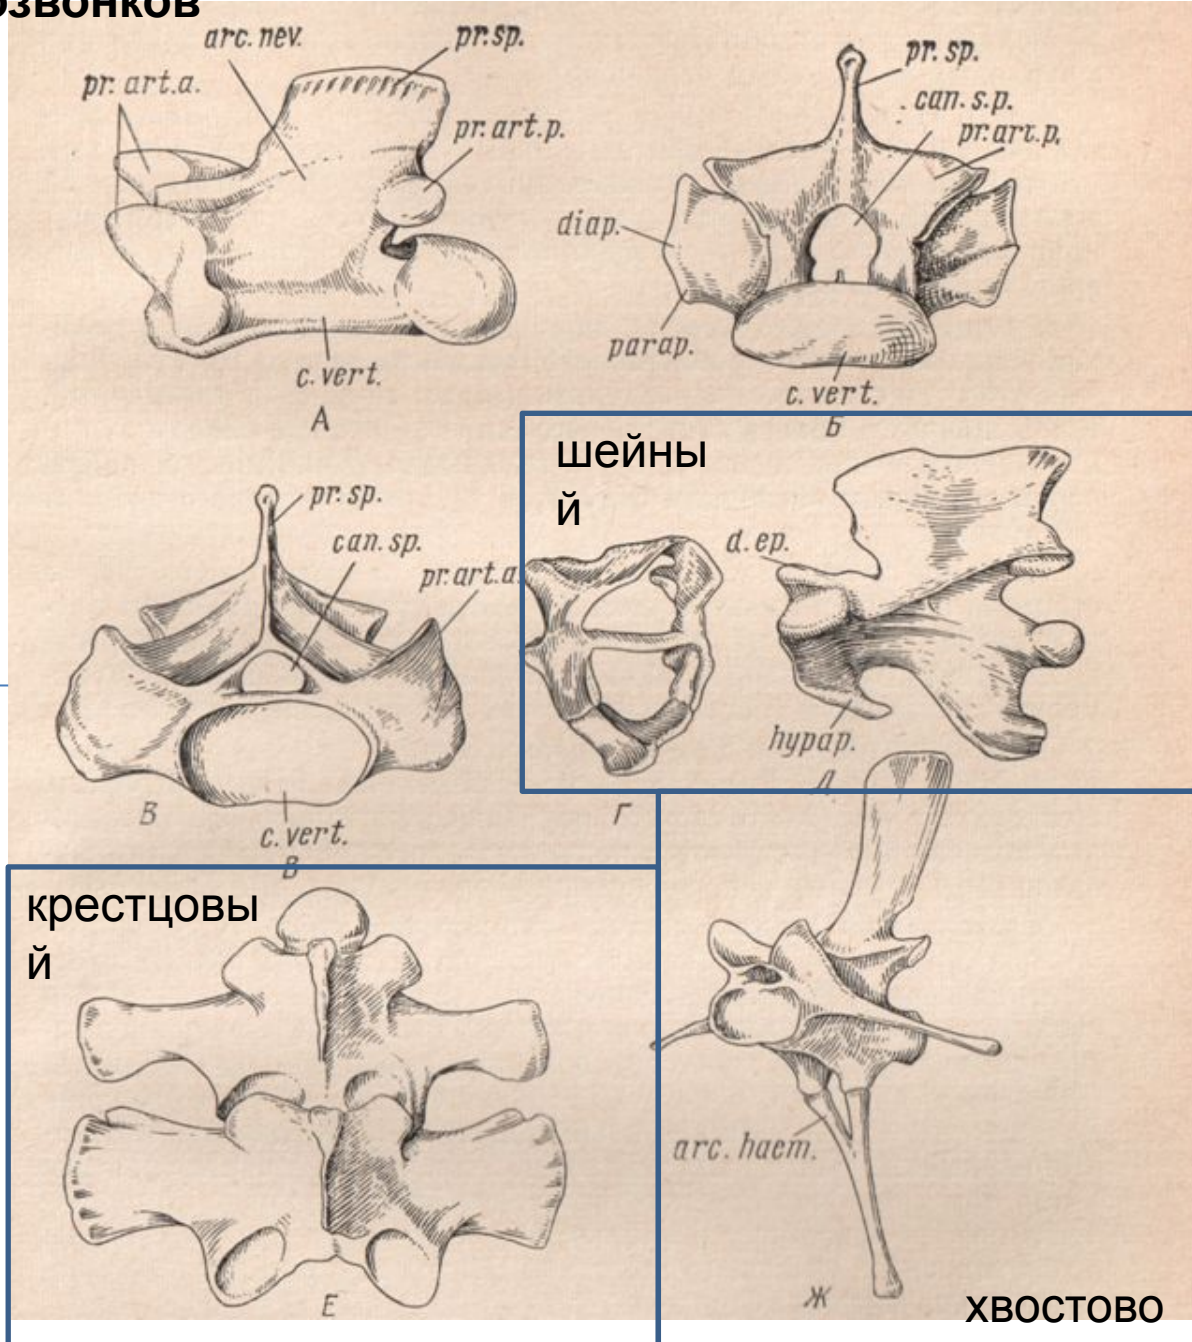 озвонков
arc. nev.
pr. sp.
pr. art. a.
pr. art. p.
c. vert.
А
pr. sp.
can. s.p.
pr. art. p.
diap.
parap.
c. vert.
Б
pr. sp.
can. sp.
pr. art. a.
c. vert.
В
В
шейны
й
d. ep.
hypap.
Г
Д
крестцовы
й
Е
arc. haem.
Ж
хвостово